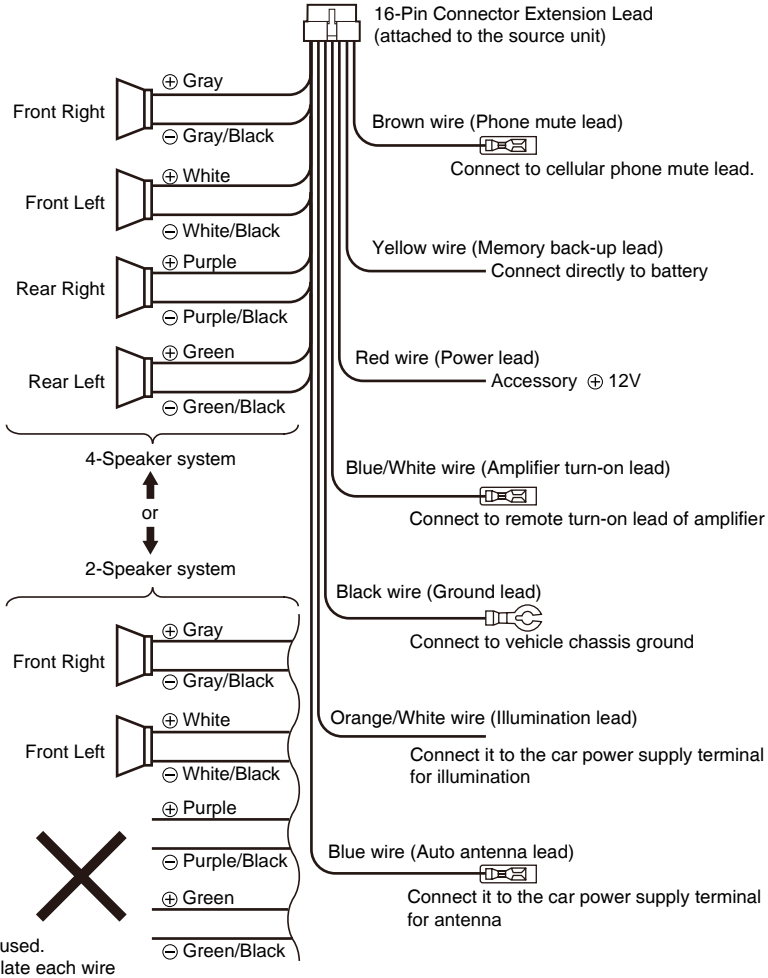 16-Pin Connector Extension Lead
(attached to the source unit)
⊕ Gray
Front Right
⊖ Gray/Black
⊕ White
Front Left
⊖ White/Black
⊕ Purple
Rear Right
⊖ Purple/Black
⊕ Green
Rear Left
⊖ Green/Black
4-Speaker system
or
2-Speaker system
⊕ Gray
Front Right
⊖ Gray/Black
⊕ White
Front Left
⊖ White/Black
⊕ Purple
⊖ Purple/Black
⊕ Green
⊖ Green/Black
used.
late each wire
Brown wire (Phone mute lead)
Connect to cellular phone mute lead.
Yellow wire (Memory back-up lead)
Connect directly to battery
Red wire (Power lead)
Accessory ⊕ 12V
Blue/White wire (Amplifier turn-on lead)
Connect to remote turn-on lead of amplifier
Black wire (Ground lead)
Connect to vehicle chassis ground
Orange/White wire (Illumination lead)
Connect it to the car power supply terminal
for illumination
Blue wire (Auto antenna lead)
Connect it to the car power supply terminal
for antenna